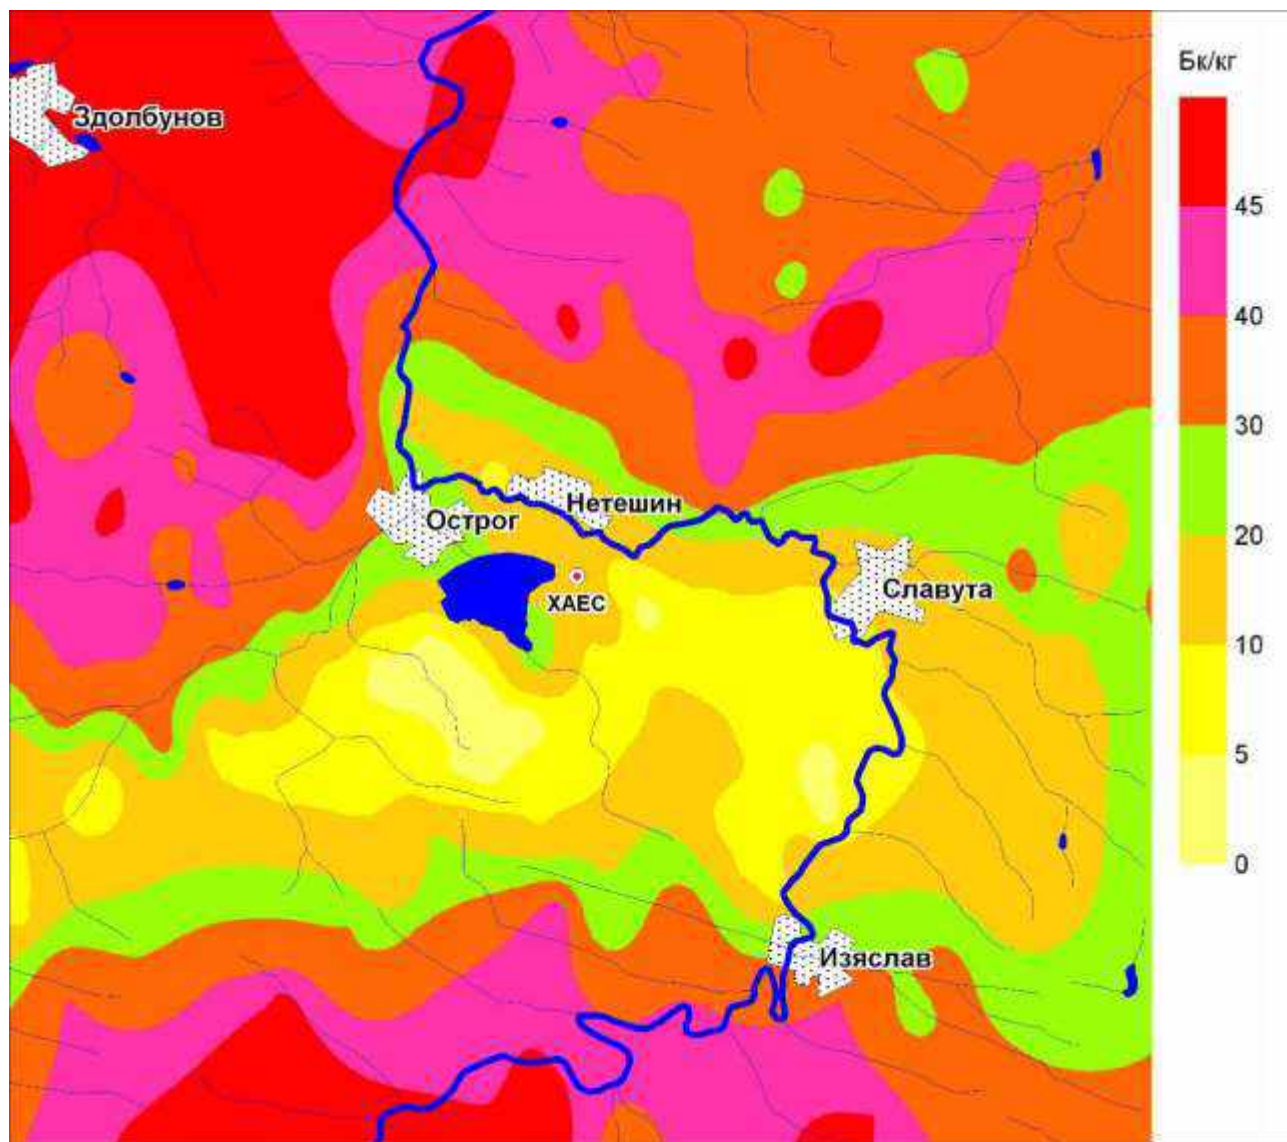 Бк/кг
Здолбунов
45
40
30
Нетешин
Острог
20
Славута
ХАЕС
10
5
0
Изяслав